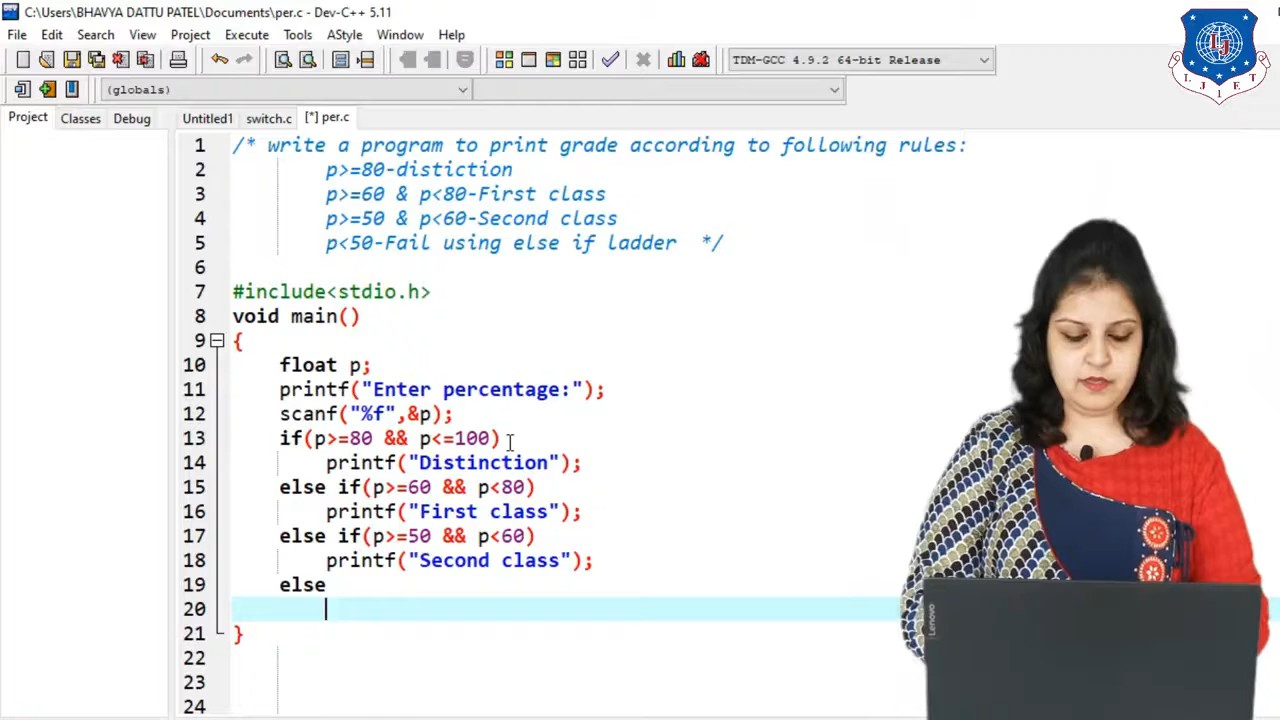 C:\Users\BHAVYA DATTU PATEL\Documents\per.c - Dev-C++ 5.11
File Edit Search View Project Execute Tools AStyle Window Help
TDM-GCC 4.9.2 64-bit Release
(globals)
Project Classes Debug Untitled1 switch.c [*] per.c
1 /* write a program to print grade according to following rules:
2 p>=80-distiction
3 p>=60 & p<80-First class
4 p>=50 & p<60-Second class
5 p<50-Fail using else if ladder */
6
7 #include<stdio.h>
8 void main()
9 {
10 float p;
11 printf("Enter percentage:");
12 scanf("%f",&p);
13 if(p>=80 && p<=100)
14 printf("Distinction");
15 else if(p>=60 && p<80)
16 printf("First class");
17 else if(p>=50 && p<60)
18 printf("Second class");
19 else
20
21 }
22
23
24
LJ
L J I E T
Lenovo